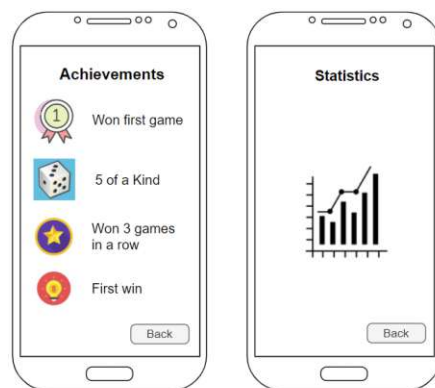 Achievements
1
Won first game
5 of a Kind
Won 3 games
in a row
First win
Back
Statistics
Back